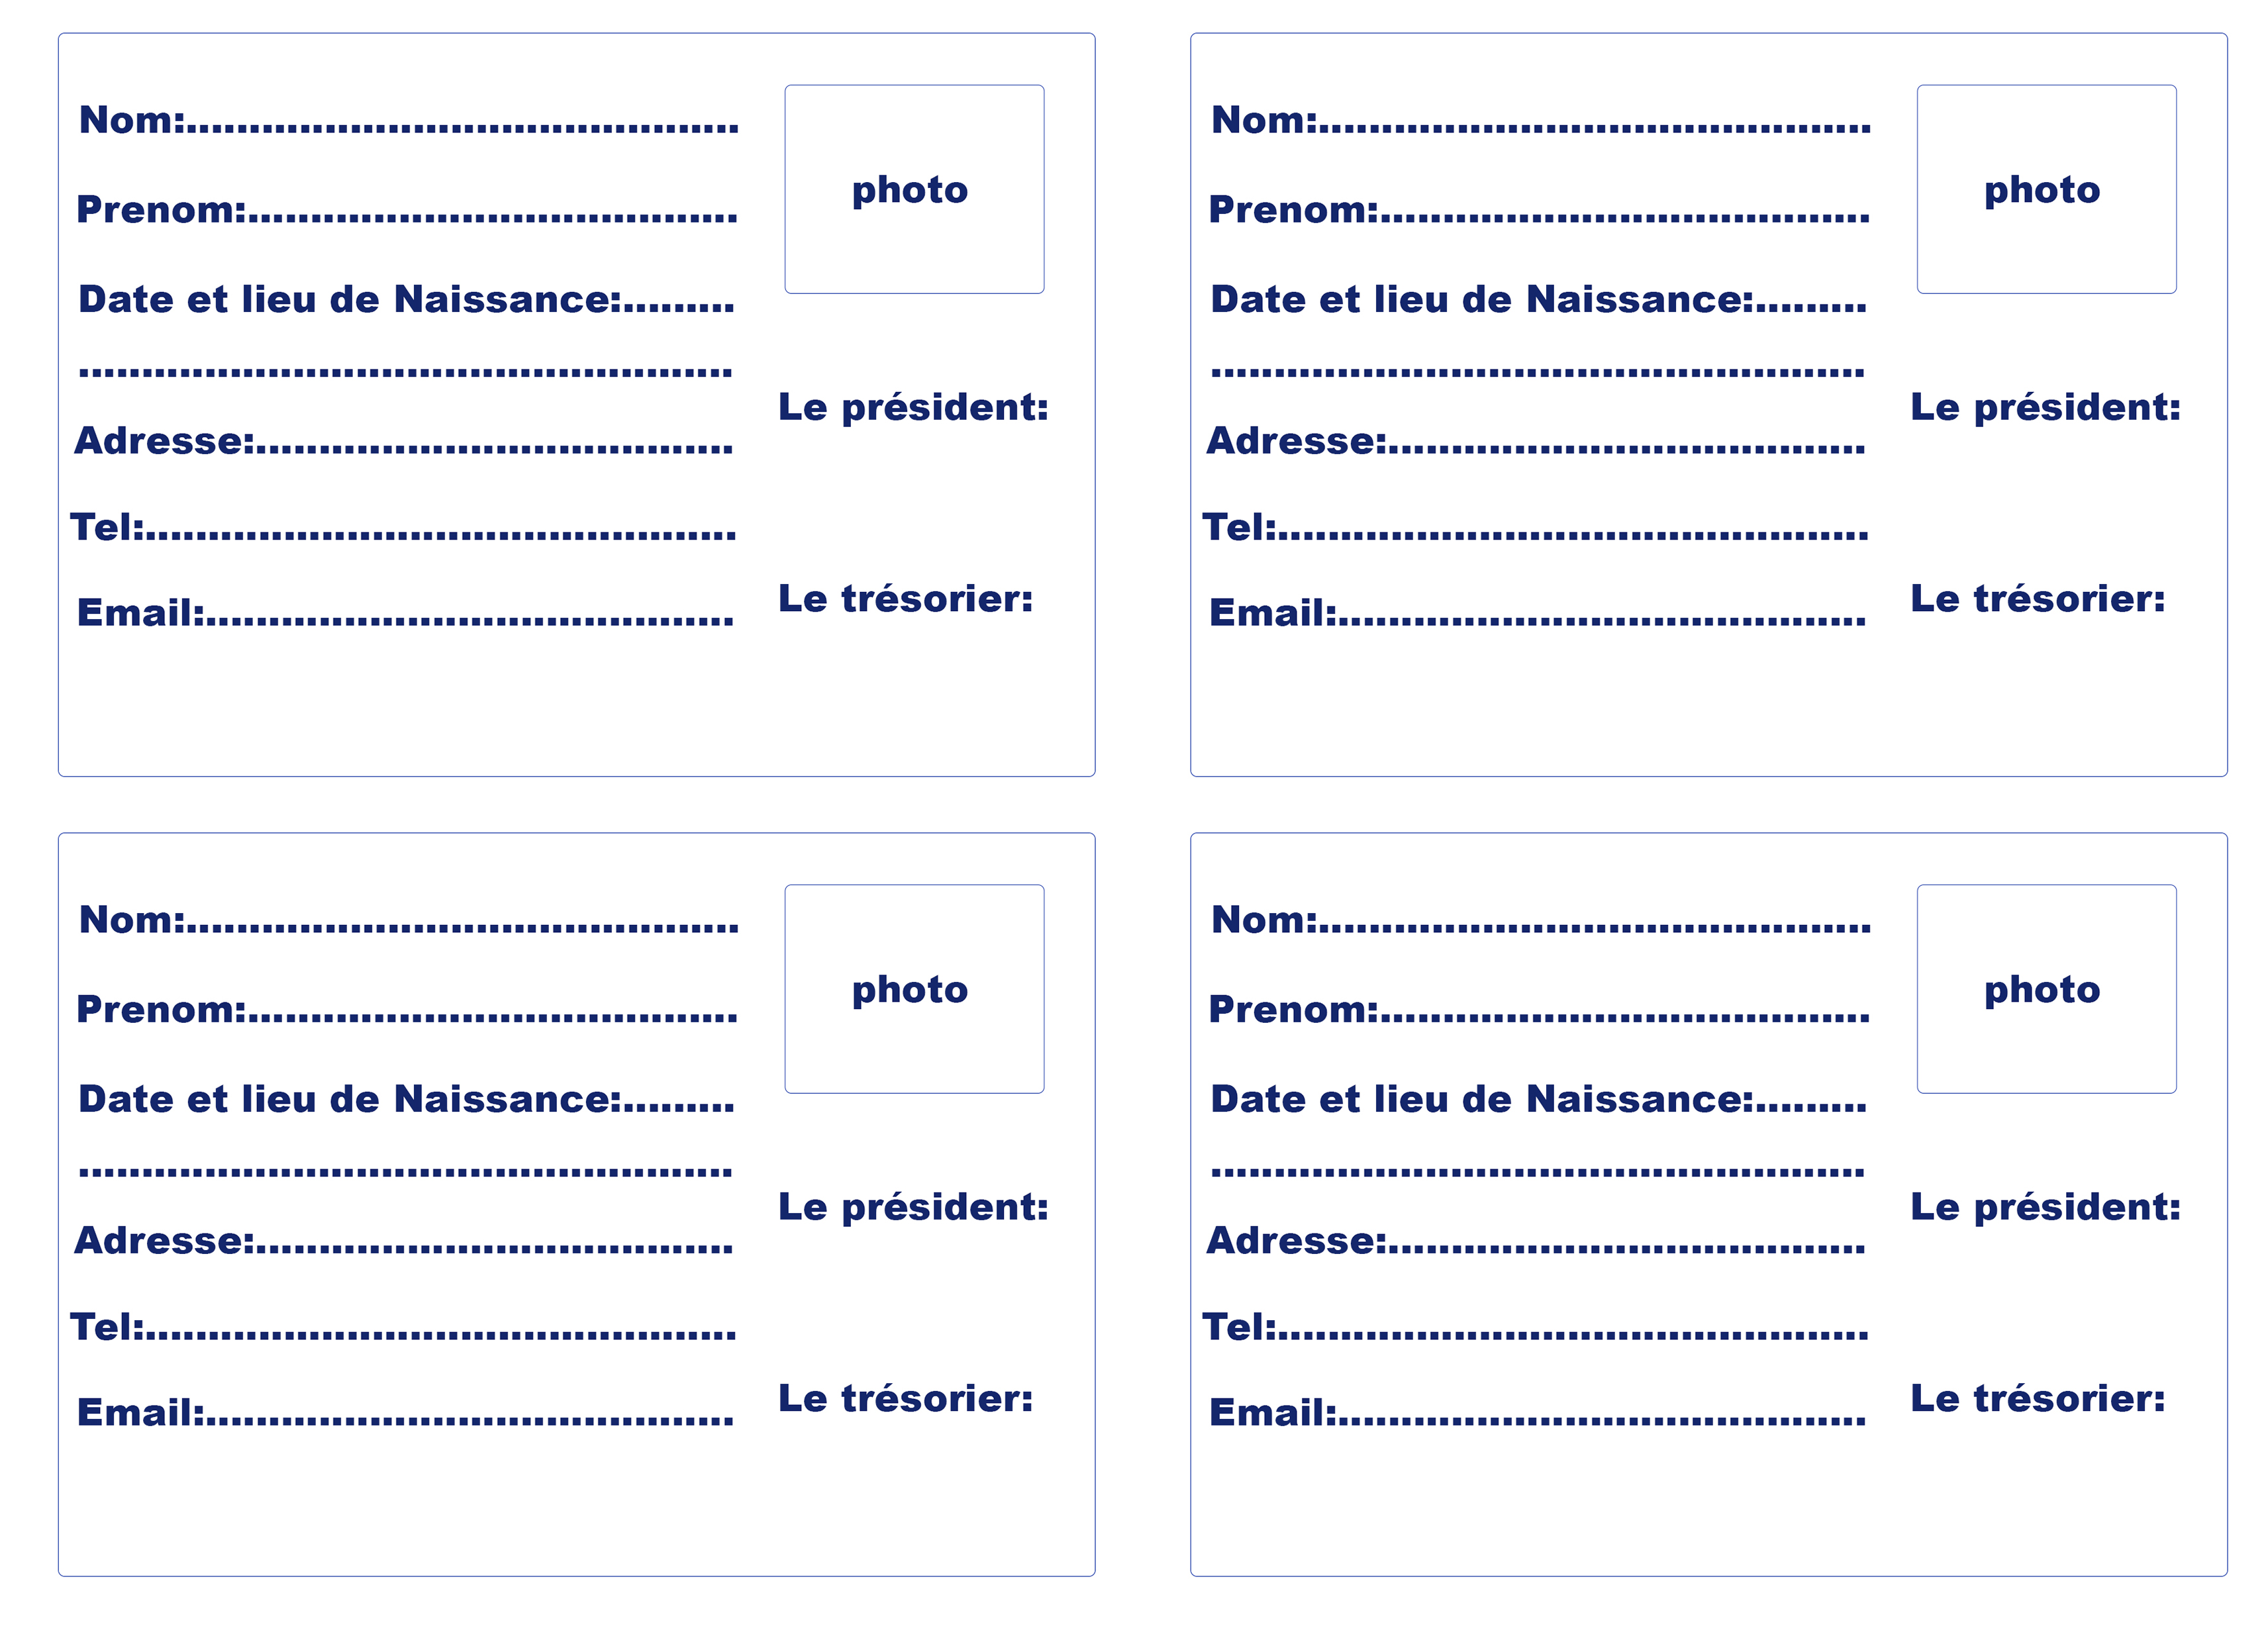 Nom:............................................
photo
Prenom:.......................................
Date et lieu de Naissance:.........
....................................................
Le président:
Adresse:......................................
Tel:...............................................
Le trésorier:
Email:..........................................
Nom:............................................
photo
Prenom:.......................................
Date et lieu de Naissance:.........
....................................................
Le président:
Adresse:......................................
Tel:...............................................
Le trésorier:
Email:..........................................
Nom:............................................
photo
Prenom:.......................................
Date et lieu de Naissance:.........
....................................................
Le président:
Adresse:......................................
Tel:...............................................
Le trésorier:
Email:..........................................
Nom:............................................
photo
Prenom:.......................................
Date et lieu de Naissance:.........
....................................................
Le président:
Adresse:......................................
Tel:...............................................
Le trésorier:
Email:..........................................